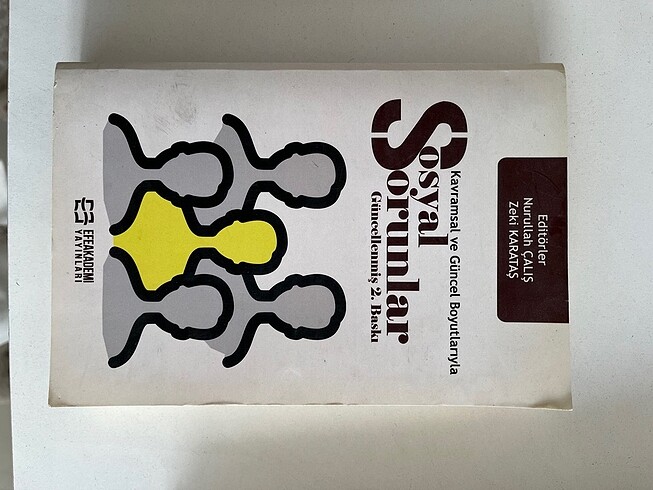 Editörler
Nurullah ÇALIŞ
Zeki KARATAŞ
Kavramsal ve Güncel Boyutlarıyla
Sosyal
Sorunlar
Güncellenmiş 2. Baskı
EFEAKADEMİ
YAYINLARI